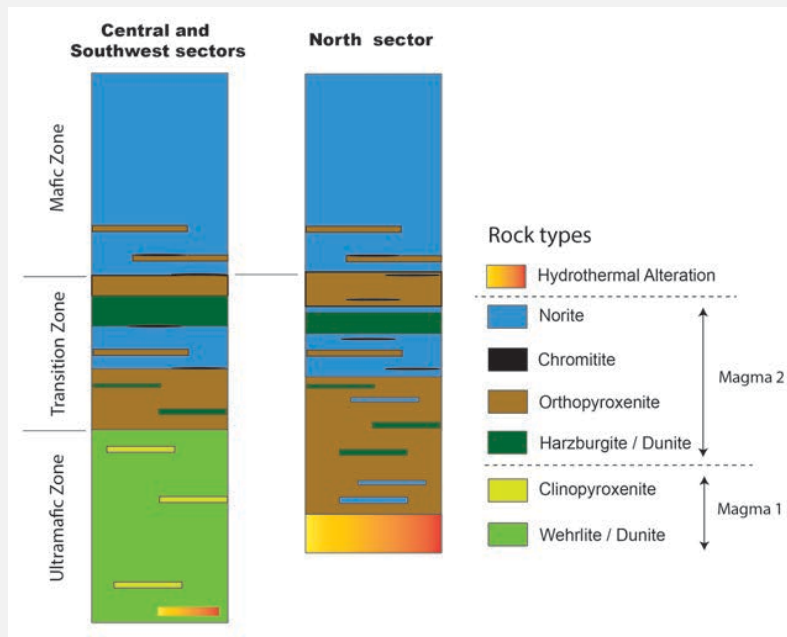 Central and
Southwest sectors
North sector
Mafic Zone
Transition Zone
Ultramafic Zone
Rock types
Hydrothermal Alteration
Norite
Chromitite
Orthopyroxenite
Harzburgite / Dunite
Magma 2
Clinopyroxenite
Wehrlite / Dunite
Magma 1